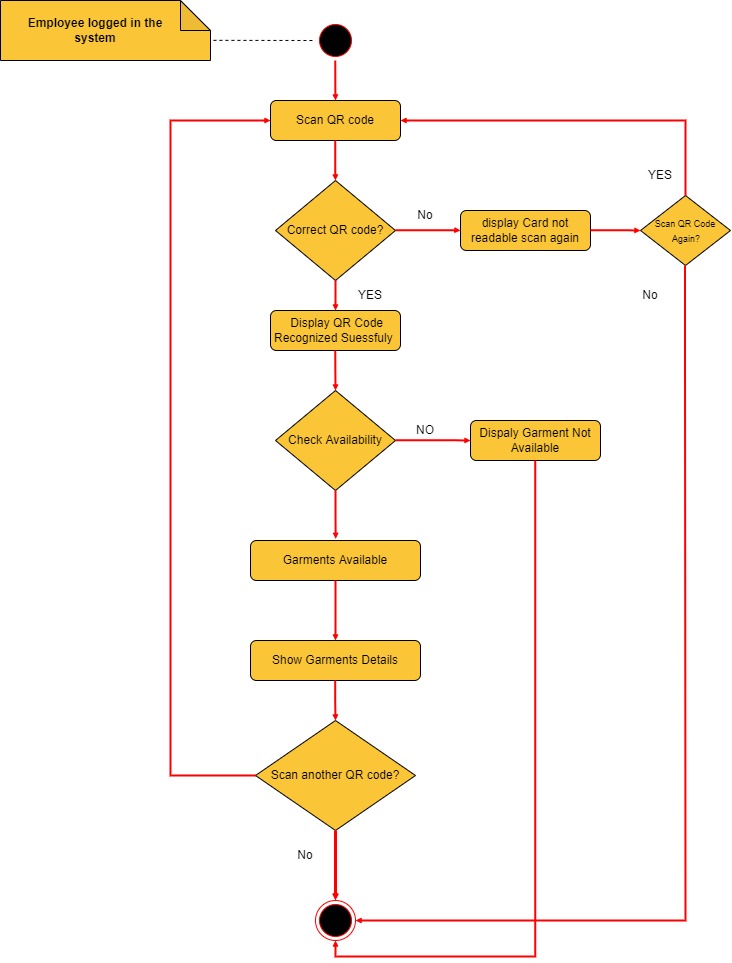 Employee logged in the
system
Scan QR code
YES
Correct QR code?
No
display Card not
readable scan again
Scan QR Code
Again?
YES
No
Display QR Code
Recognized Suessfuly
Check Availability
NO
Dispaly Garment Not
Available
Garments Available
Show Garments Details
Scan another QR code?
No